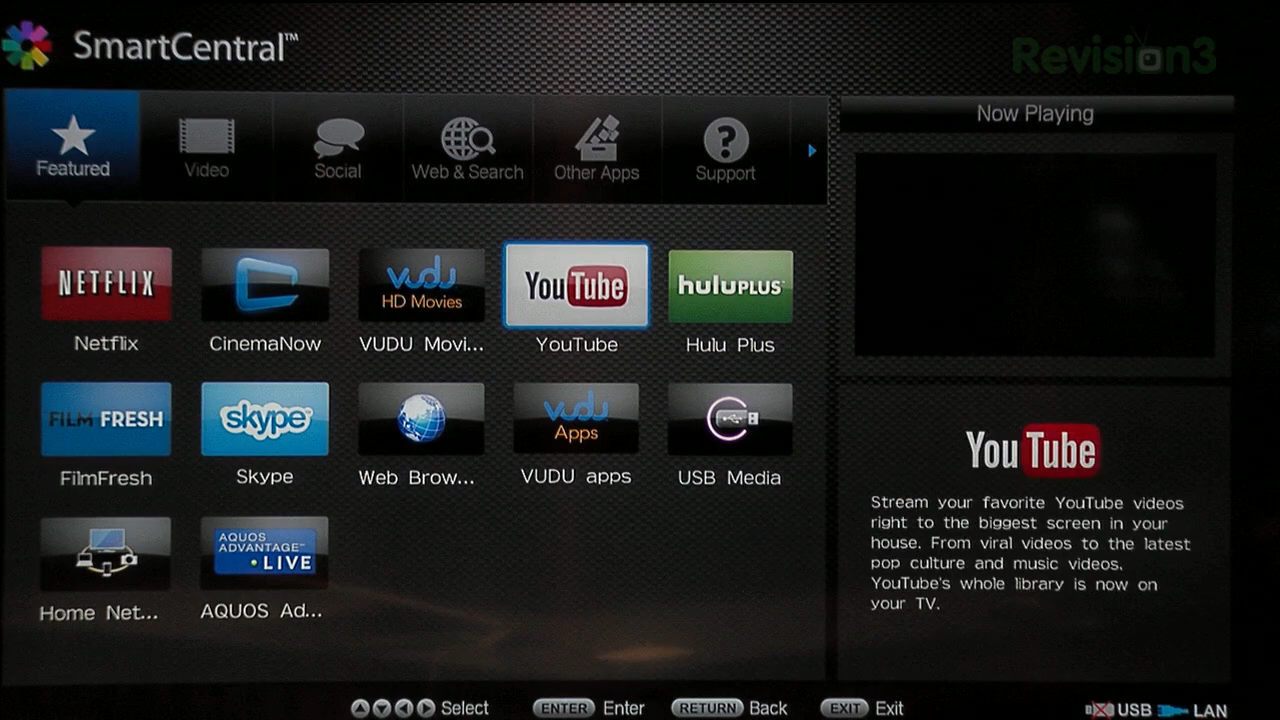 SmartCentral™
Revision3
Featured
Video
Social
Web & Search
Other Apps
?
Support
Now Playing
NETFLIX
vudu
HD Movies
YouTube
huluPLUS
Netflix
CinemaNow
VUDU Movi...
YouTube
Hulu Plus
FILM FRESH
skype
vudu
Apps
FilmFresh
Skype
Web Brow...
VUDU apps
USB Media
AQUOS
ADVANTAGE™
LIVE
Home Net...
AQUOS Ad...
YouTube
Stream your favorite YouTube videos
right to the biggest screen in your
house. From viral videos to the latest
pop culture and music videos,
YouTube's whole library is now on
your TV.
Select
ENTER Enter
RETURN Back
EXIT Exit
USB
LAN